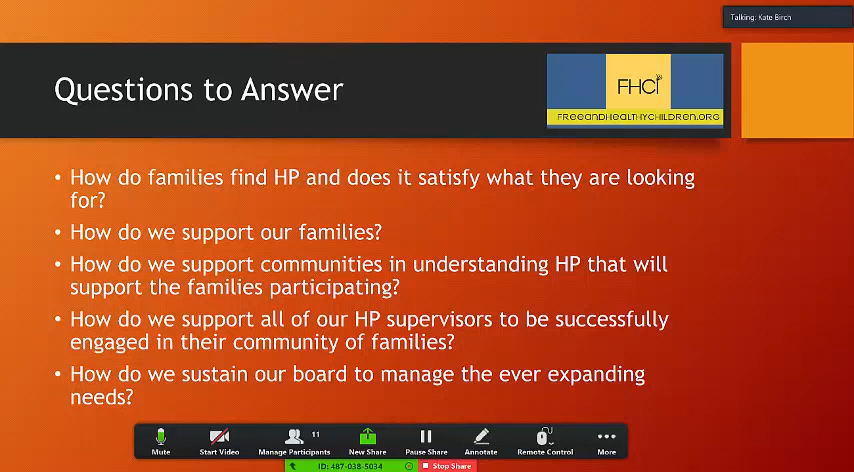 Talking: Kate Birch
Questions to Answer
FHCi
FREEANDHEALTHYCHILDREN.ORG
• How do families find HP and does it satisfy what they are looking
for?
• How do we support our families?
• How do we support communities in understanding HP that will
support the families participating?
• How do we support all of our HP supervisors to be successfully
engaged in their community of families?
• How do we sustain our board to manage the ever expanding
needs?
Mute
Start Video
Manage Participants
11
New Share
Pause Share
Annotate
Remote Control
More
ID: 487-038-5034
Stop Share